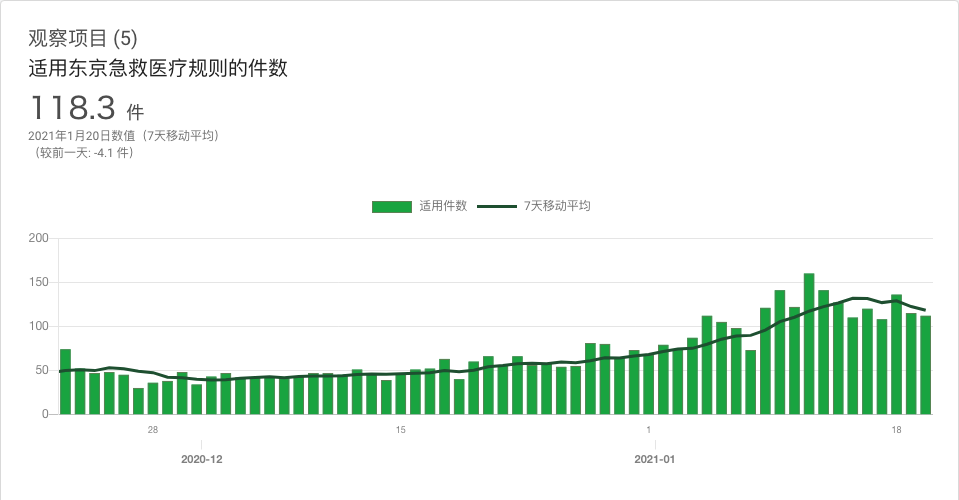 观察项目 (5)
适用东京急救医疗规则的件数
118.3 件
2021年1月20日数值（7天移动平均）
（较前一天: -4.1 件）
适用件数 7天移动平均
200
150
100
50
0
28 15 1 18
2020-12 2021-01